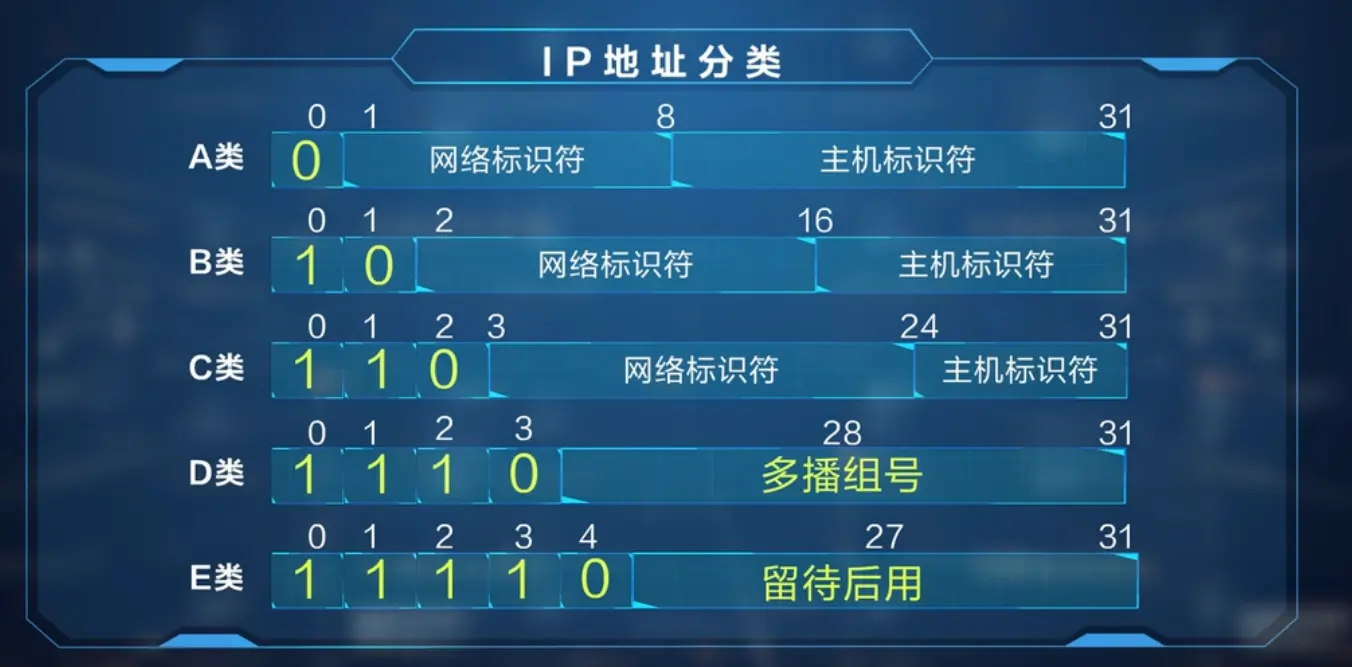 IP地址分类
0 1 8 31
A类 0 网络标识符 主机标识符
0 1 2 16 31
B类 1 0 网络标识符 主机标识符
0 1 2 3 24 31
C类 1 1 0 网络标识符 主机标识符
0 1 2 3 28 31
D类 1 1 1 0 多播组号
0 1 2 3 4 27 31
E类 1 1 1 1 0 留待后用